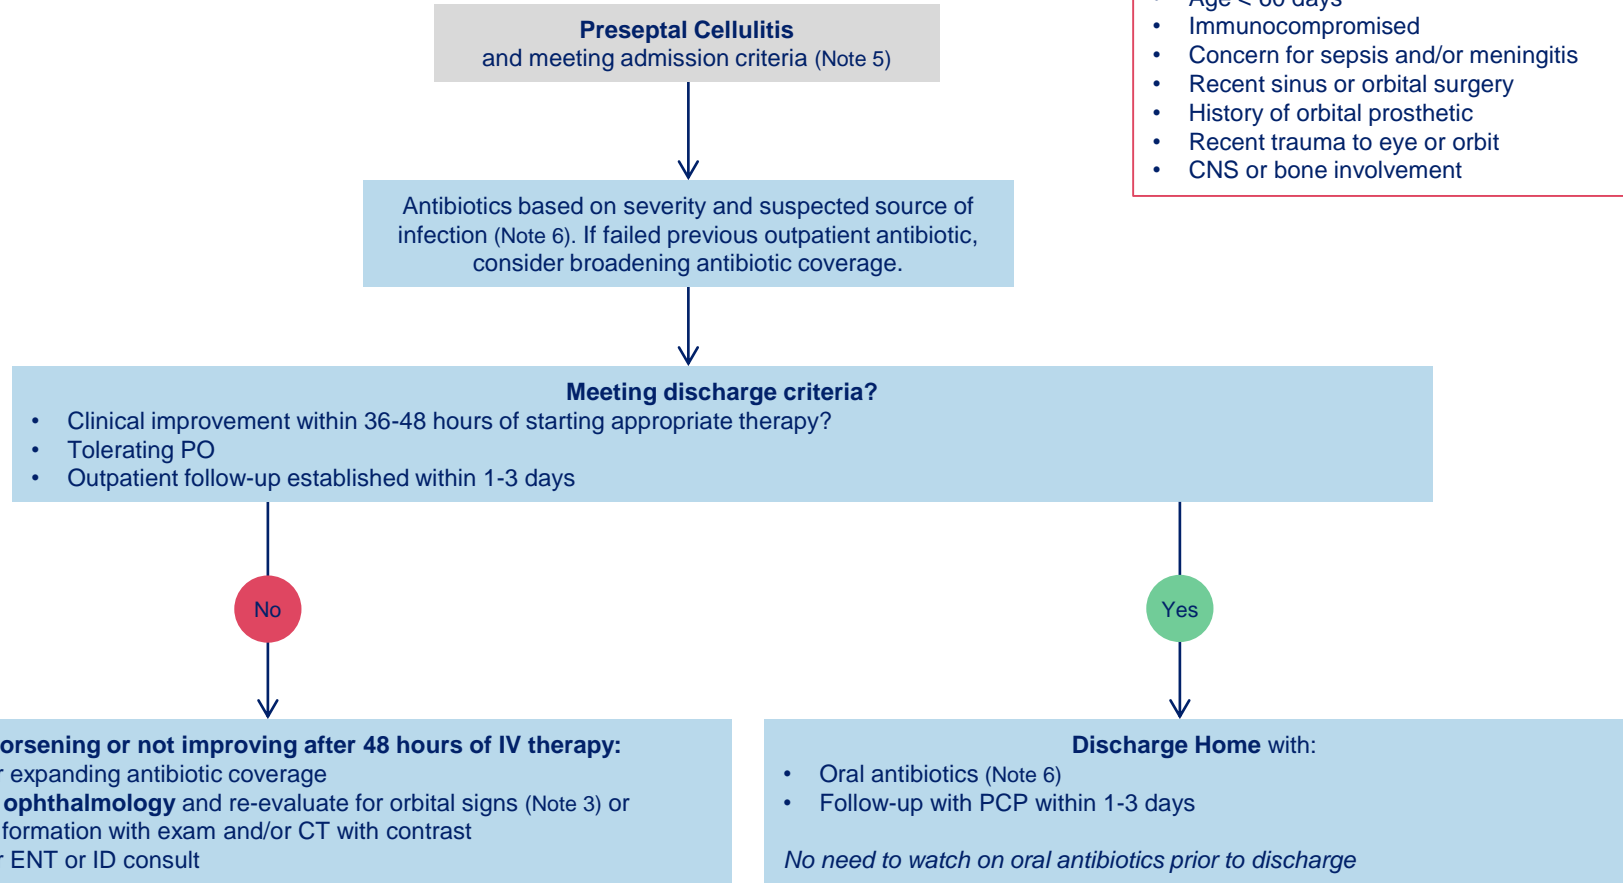 Preseptal Cellulitis
and meeting admission criteria (Note 5)
• Age < 60 days
• Immunocompromised
• Concern for sepsis and/or meningitis
• Recent sinus or orbital surgery
• History of orbital prosthetic
• Recent trauma to eye or orbit
• CNS or bone involvement
Antibiotics based on severity and suspected source of
infection (Note 6). If failed previous outpatient antibiotic,
consider broadening antibiotic coverage.
Meeting discharge criteria?
• Clinical improvement within 36-48 hours of starting appropriate therapy?
• Tolerating PO
• Outpatient follow-up established within 1-3 days
No
Yes
or not improving after 48 hours of IV therapy:
expanding antibiotic coverage
ophthalmology and re-evaluate for orbital signs (Note 3) or
formation with exam and/or CT with contrast
ENT or ID consult
Discharge Home with:
• Oral antibiotics (Note 6)
• Follow-up with PCP within 1-3 days
No need to watch on oral antibiotics prior to discharge